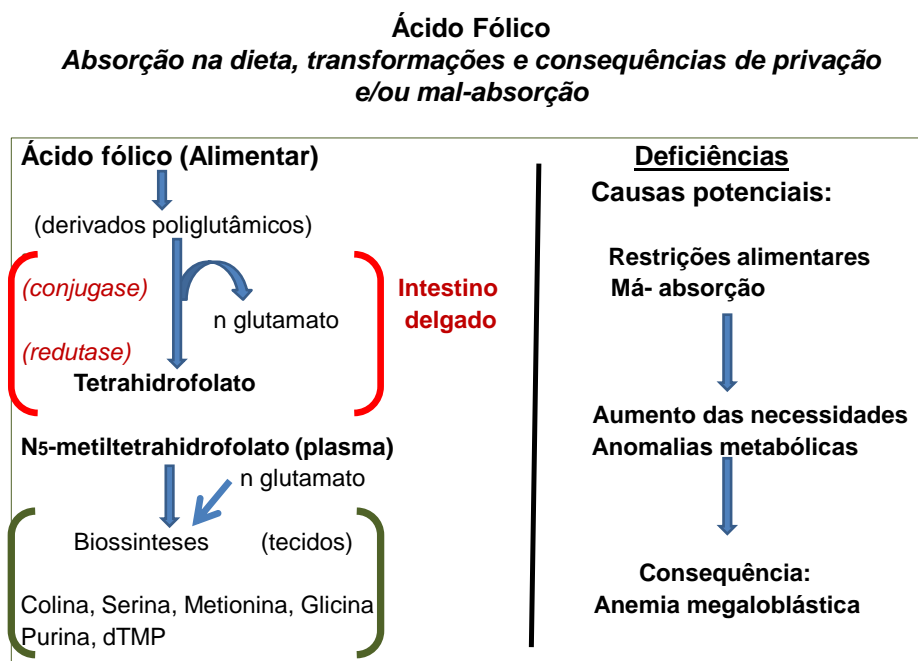 Ácido Fólico
Absorção na dieta, transformações e consequências de privação
e/ou mal-absorção
Ácido fólico (Alimentar)
(derivados poliglutâmicos)
(conjugase)
n glutamato
(redutase)
Tetrahidrofolato
Intestino
delgado
N5-metiltetrahidrofolato (plasma)
n glutamato
Biossinteses (tecidos)
Colina, Serina, Metionina, Glicina
Purina, dTMP
Deficiências
Causas potenciais:
Restrições alimentares
Má- absorção
Aumento das necessidades
Anomalias metabólicas
Consequência:
Anemia megaloblástica